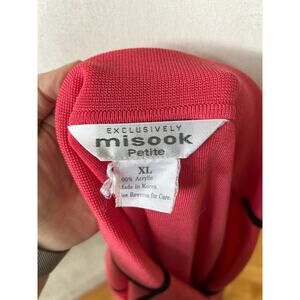 EXCLUSIVELY
misook
Petite
XL
100% Acrylic
Made in Korea
See Reverse for Care.